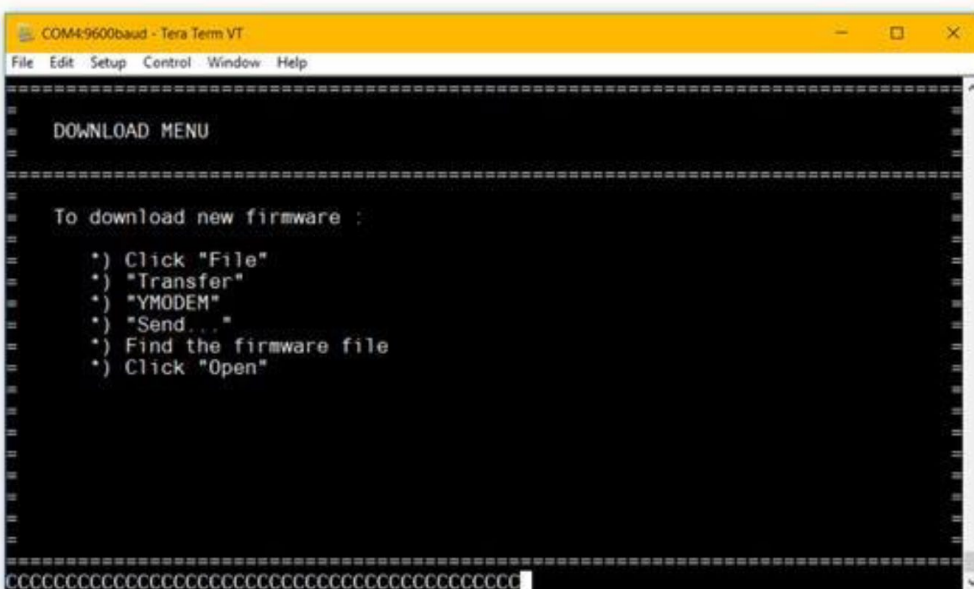 COM4:9600baud - Tera Term VT
File Edit Setup Control Window Help
================================================================================
= =
= DOWNLOAD MENU =
= =
================================================================================
= =
= To download new firmware : =
= =
= *) Click "File" =
= *) "Transfer" =
= *) "YMODEM" =
= *) "Send..." =
= *) Find the firmware file =
= *) Click "Open" =
= =
= =
= =
= =
= =
= =
= =
= =
================================================================================
CCCCCCCCCCCCCCCCCCCCCCCCCCCCCCCCCCCCCCCCCCC